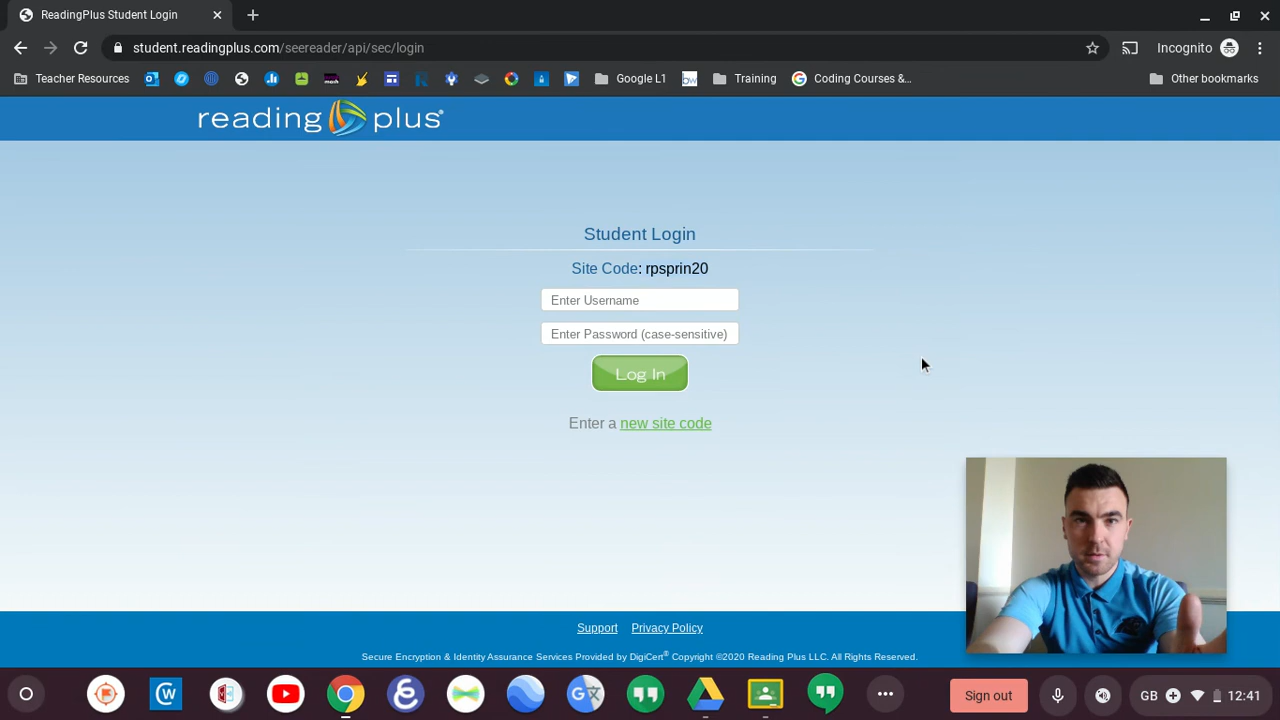 ReadingPlus Student Login
student.readingplus.com/seereader/api/sec/login
Incognito
Teacher Resources
Google L1
Training
Coding Courses &...
Other bookmarks
reading plus®
Student Login
Site Code: rpsprin20
Enter Username
Enter Password (case-sensitive)
Log In
Enter a new site code
Support Privacy Policy
Secure Encryption & Identity Assurance Services Provided by DigiCert® Copyright ©2020 Reading Plus LLC. All Rights Reserved.
Sign out
GB
12:41